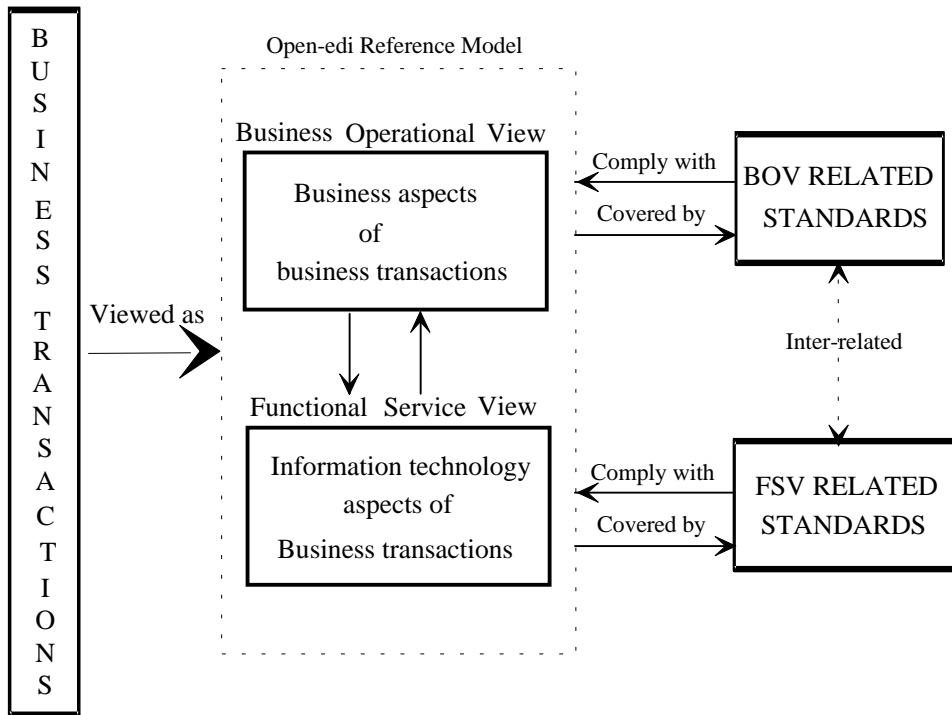 BUSINESS TRANSACTIONS
Viewed as
Open-edi Reference Model
Business Operational View
Business aspects
of
business transactions
Functional Service View
Information technology
aspects of
Business transactions
Comply with
Covered by
BOV RELATED
STANDARDS
Inter-related
Comply with
Covered by
FSV RELATED
STANDARDS